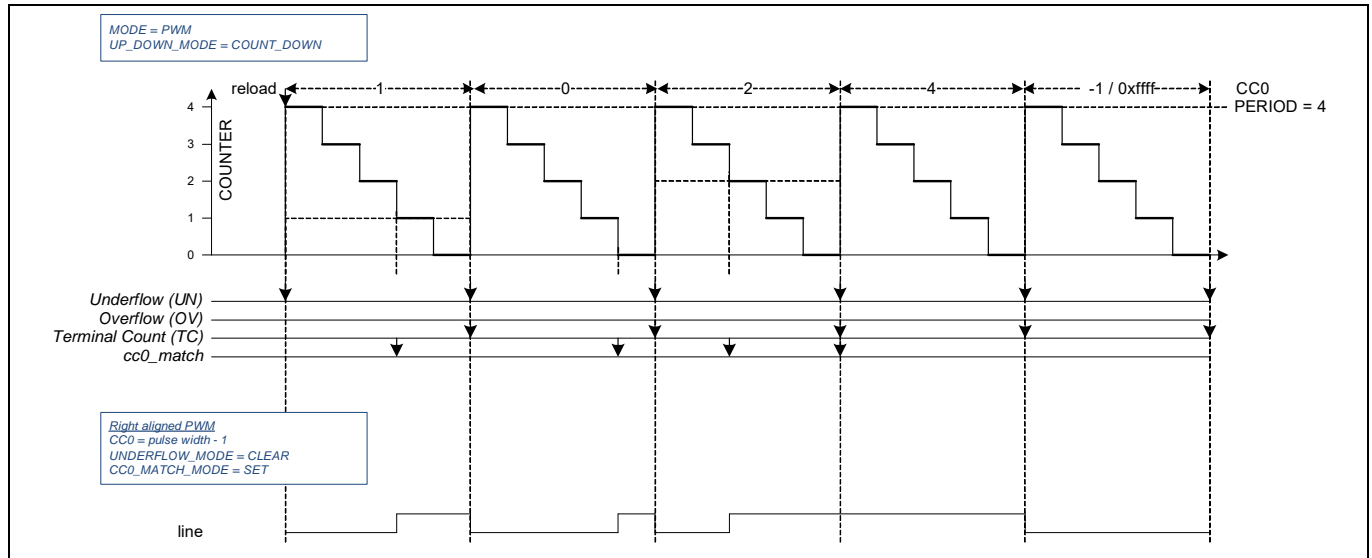 MODE = PWM
UP_DOWN_MODE = COUNT_DOWN
reload 1 0 2 4 -1 / 0xffff CC0
4 PERIOD = 4
3
2
1
0
COUNTER
Underflow (UN)
Overflow (OV)
Terminal Count (TC)
cc0_match
Right aligned PWM
CC0 = pulse width - 1
UNDERFLOW_MODE = CLEAR
CC0_MATCH_MODE = SET
line